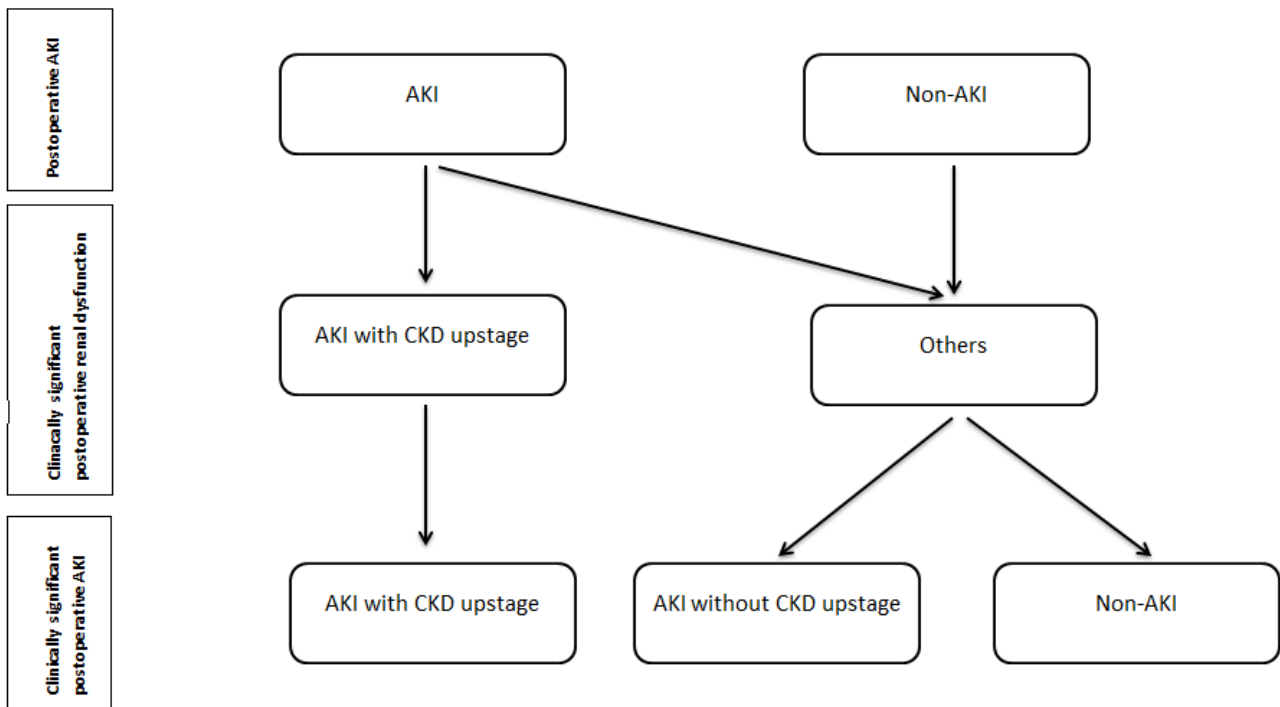 Postoperative AKI
AKI
Non-AKI
Clinacally significant
postoperative renal dysfunction
AKI with CKD upstage
Others
Clinically significant
postoperative AKI
AKI with CKD upstage
AKI without CKD upstage
Non-AKI